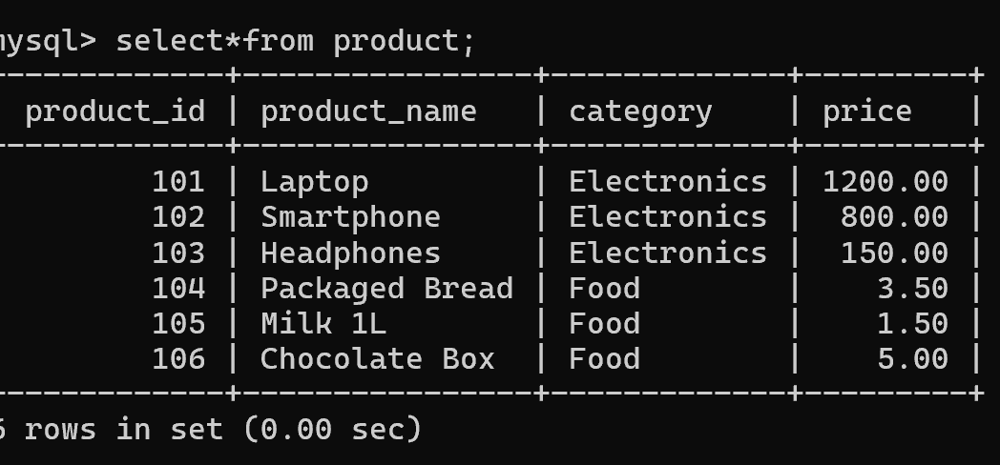 mysql> select*from product;
-------------+----------------+-------------+---------+
 product_id | product_name   | category    | price   |
-------------+----------------+-------------+---------+
        101 | Laptop         | Electronics | 1200.00 |
        102 | Smartphone     | Electronics |  800.00 |
        103 | Headphones     | Electronics |  150.00 |
        104 | Packaged Bread | Food        |    3.50 |
        105 | Milk 1L        | Food        |    1.50 |
        106 | Chocolate Box  | Food        |    5.00 |
-------------+----------------+-------------+---------+
6 rows in set (0.00 sec)